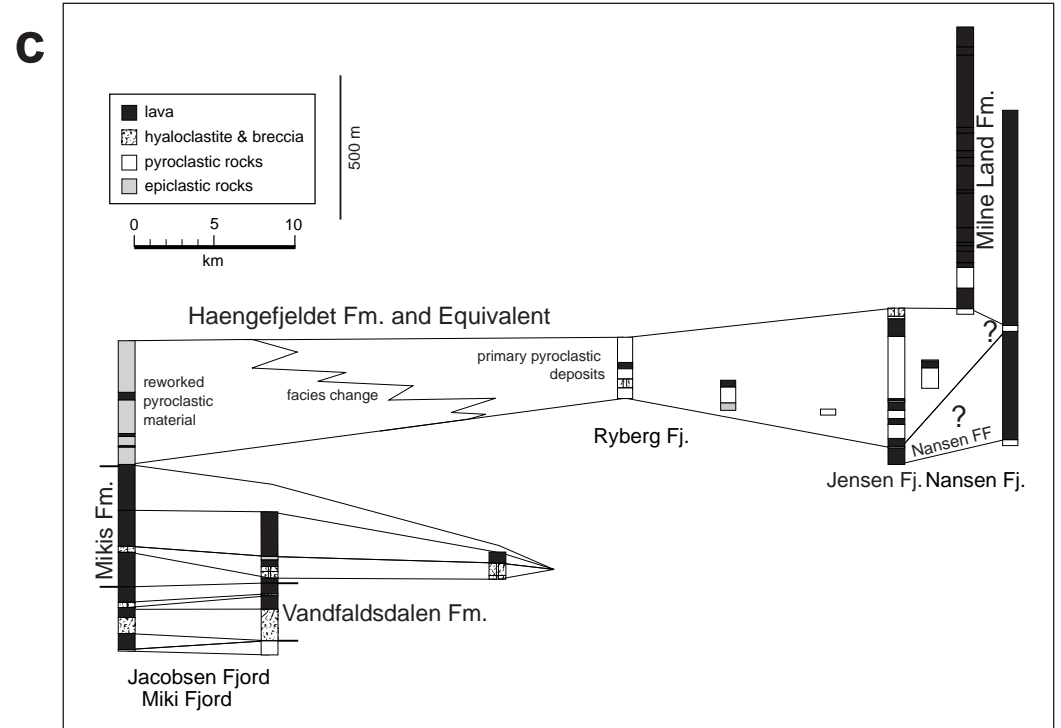 c
lava
hyaloclastite & breccia
pyroclastic rocks
epiclastic rocks
500 m
0 5 10
km
Milne Land Fm.
Haengefjeldet Fm. and Equivalent
primary pyroclastic
deposits
reworked
pyroclastic
material
facies change
?
?
Ryberg Fj.
Nansen FF
Jensen Fj. Nansen Fj.
Mikis Fm.
Vandfaldsdalen Fm.
Jacobsen Fjord
Miki Fjord